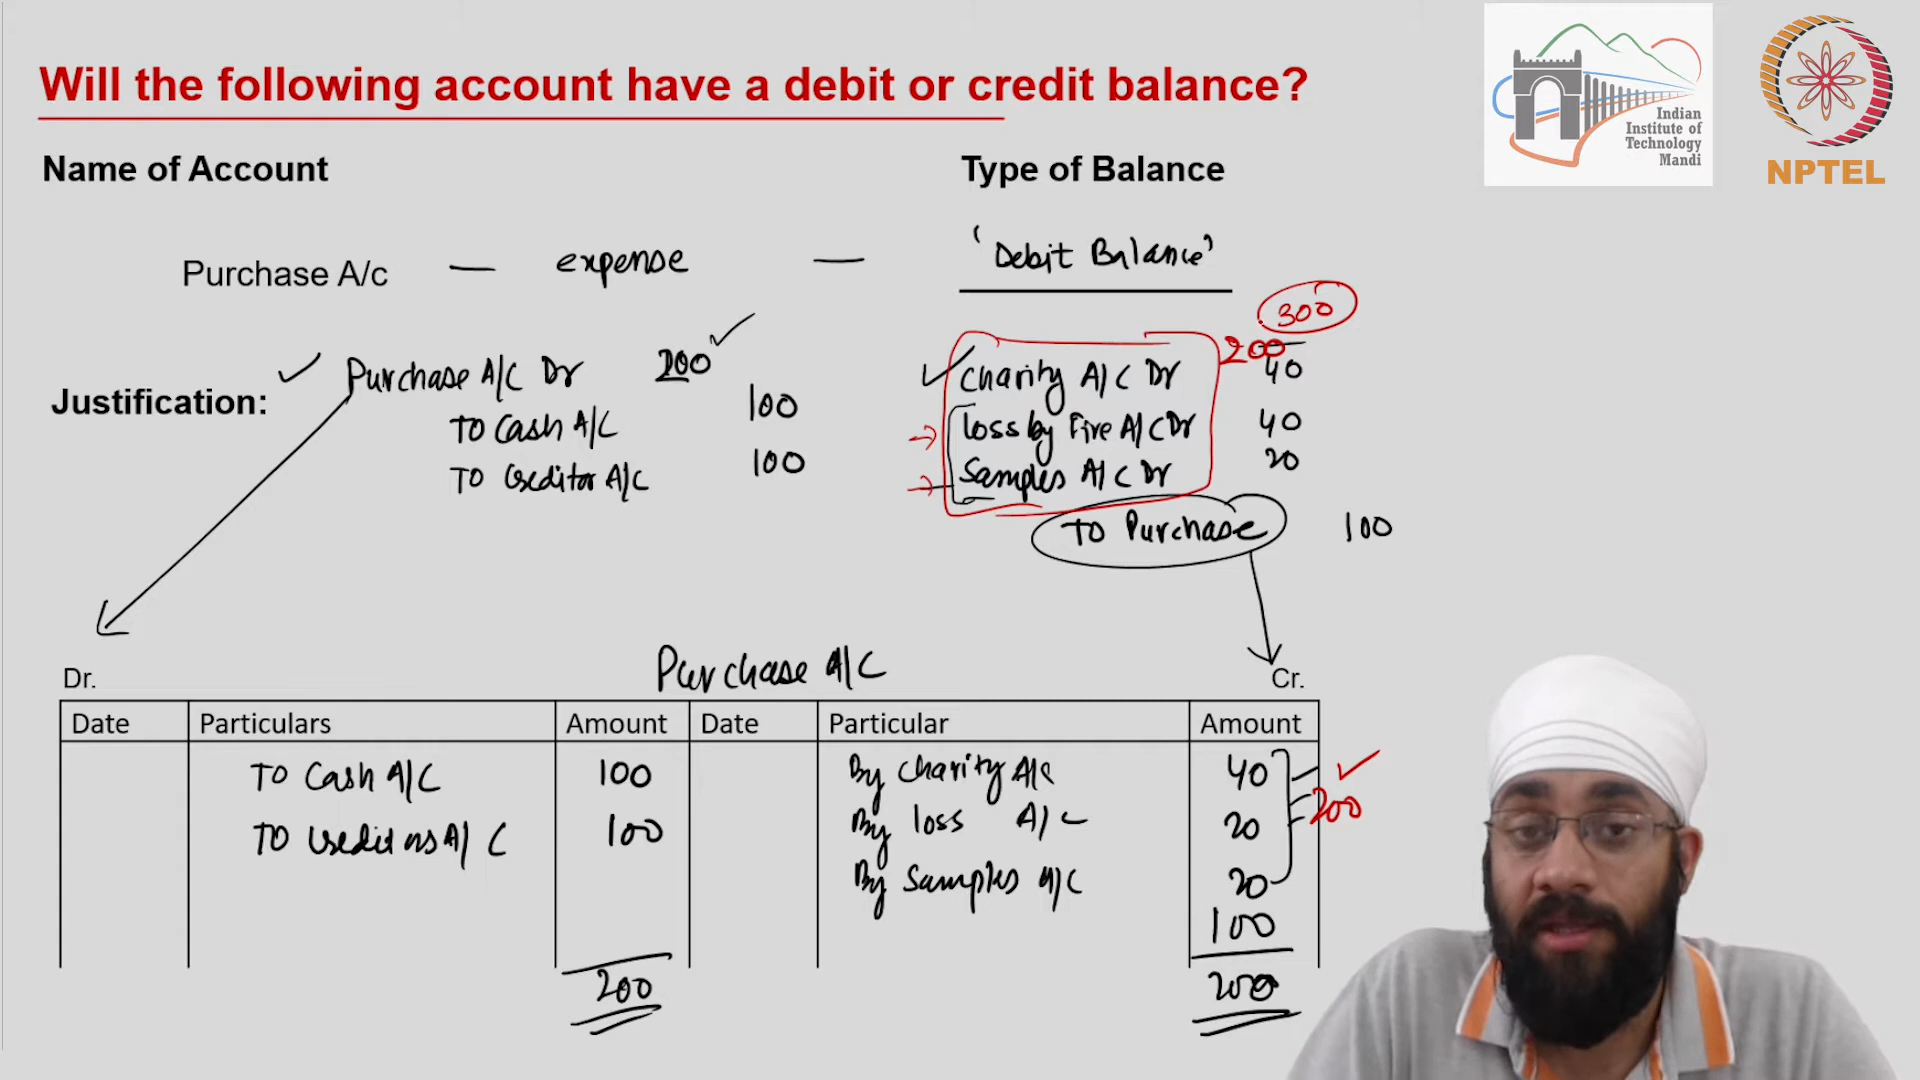 Will the following account have a debit or credit balance?
Indian
Institute of
Technology
Mandi
NPTEL
Name of Account
Type of Balance
Purchase A/c — expense — 'Debit Balance'
300
Justification:
Purchase A/C Dr 200
To Cash A/C 100
To Creditor A/C 100
200
Charity A/C Dr 40
Loss by Fire A/C Dr 40
Samples A/C Dr 20
To Purchase 100
Dr. Purchase A/C Cr.
Date Particulars Amount Date Particular Amount
To Cash A/C 100 By Charity A/C 40
To Creditors A/C 100 By loss A/C 20
200
By Samples A/C 20
100
200 200